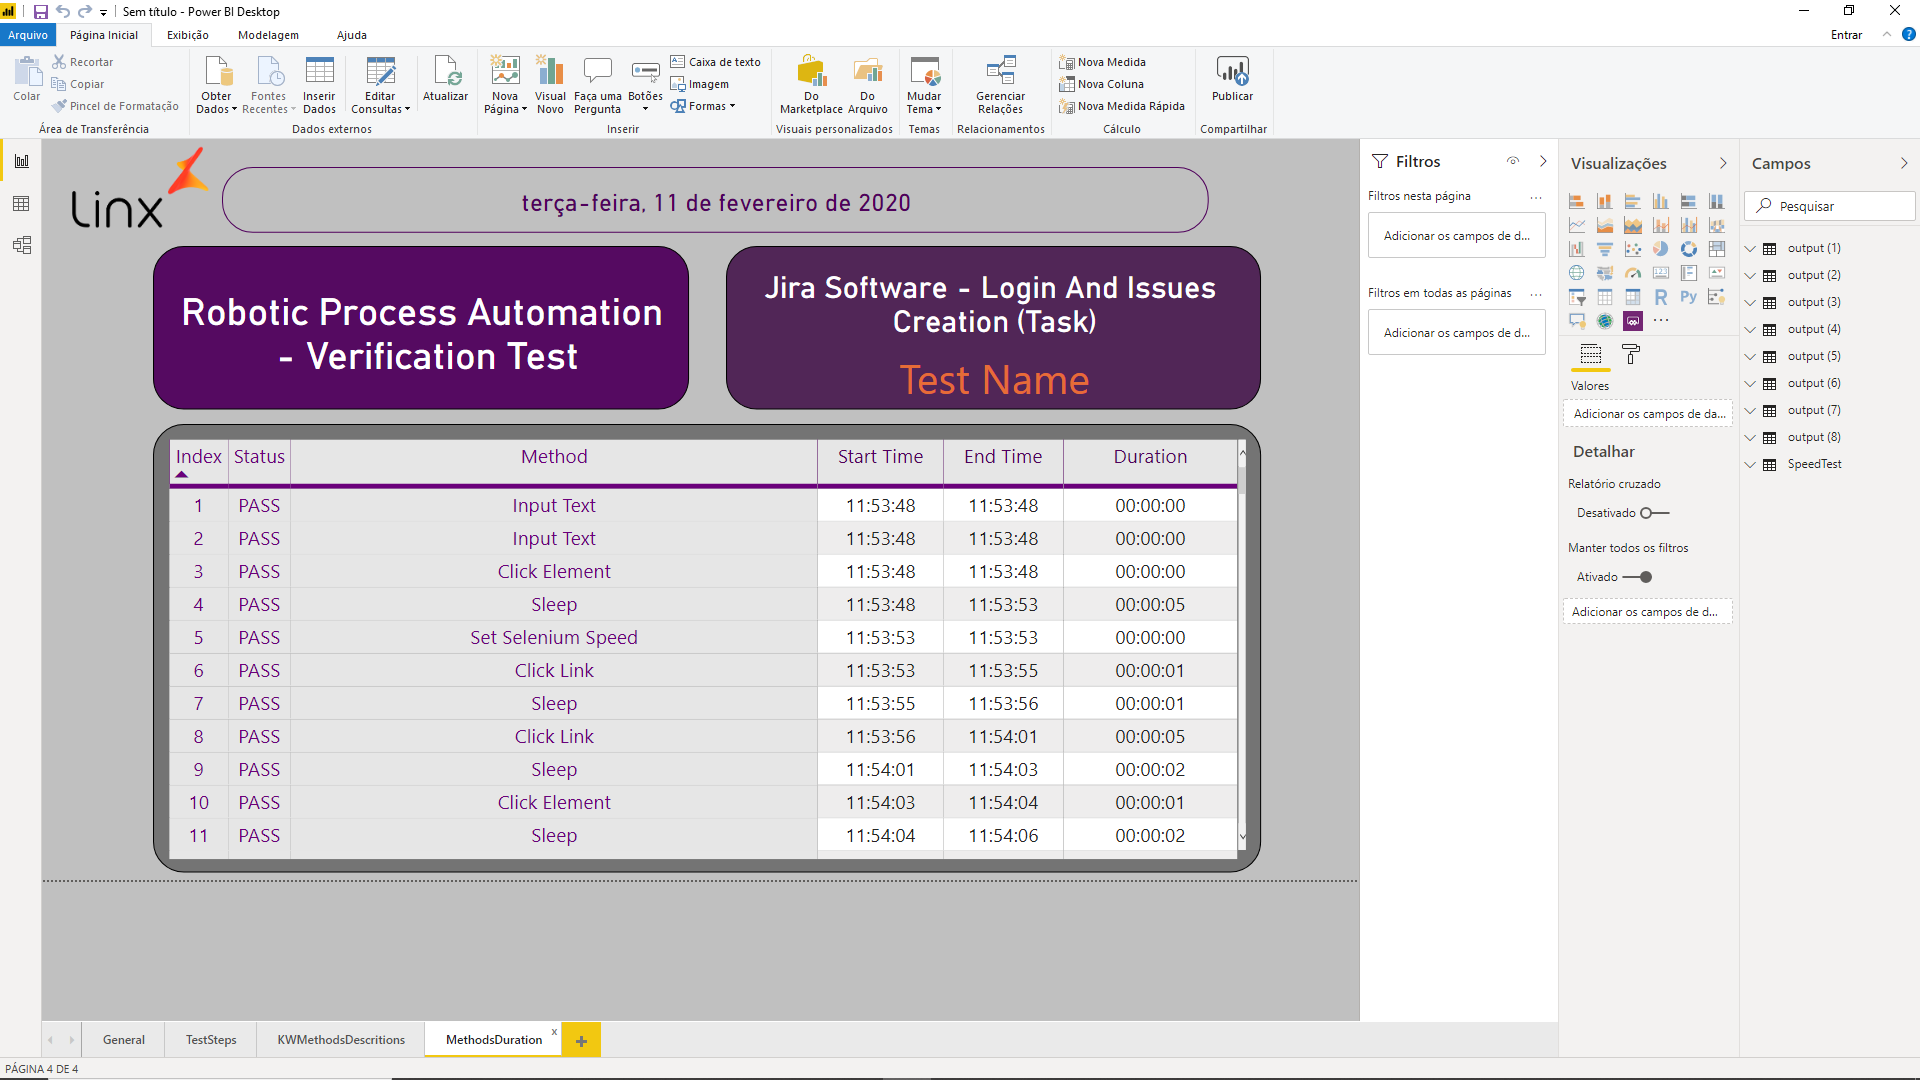 Sem título - Power BI Desktop
Arquivo
Página Inicial
Exibição
Modelagem
Ajuda
Entrar
Colar
Recortar
Copiar
Pincel de Formatação
Área de Transferência
Obter Dados
Fontes Recentes
Inserir Dados
Editar Consultas
Atualizar
Dados externos
Nova Página
Visual Novo
Faça uma Pergunta
Botões
Caixa de texto
Imagem
Formas
Inserir
Do Marketplace
Do Arquivo
Visuais personalizados
Mudar Tema
Temas
Gerenciar Relações
Relacionamentos
Nova Medida
Nova Coluna
Nova Medida Rápida
Cálculo
Publicar
Compartilhar
Linx
terça-feira, 11 de fevereiro de 2020
Robotic Process Automation
- Verification Test
Jira Software - Login And Issues
Creation (Task)
Test Name
Index Status Method Start Time End Time Duration
1 PASS Input Text 11:53:48 11:53:48 00:00:00
2 PASS Input Text 11:53:48 11:53:48 00:00:00
3 PASS Click Element 11:53:48 11:53:48 00:00:00
4 PASS Sleep 11:53:48 11:53:53 00:00:05
5 PASS Set Selenium Speed 11:53:53 11:53:53 00:00:00
6 PASS Click Link 11:53:53 11:53:55 00:00:01
7 PASS Sleep 11:53:55 11:53:56 00:00:01
8 PASS Click Link 11:53:56 11:54:01 00:00:05
9 PASS Sleep 11:54:01 11:54:03 00:00:02
10 PASS Click Element 11:54:03 11:54:04 00:00:01
11 PASS Sleep 11:54:04 11:54:06 00:00:02
Filtros
Filtros nesta página ...
Adicionar os campos de d...
Filtros em todas as páginas ...
Adicionar os campos de d...
Visualizações
R
Py
123
...
Valores
Adicionar os campos de da...
Detalhar
Relatório cruzado
Desativado
Manter todos os filtros
Ativado
Adicionar os campos de d...
Campos
Pesquisar
output (1)
output (2)
output (3)
output (4)
output (5)
output (6)
output (7)
output (8)
SpeedTest
General
TestSteps
KWMethodsDescritions
MethodsDuration
x
+
PÁGINA 4 DE 4